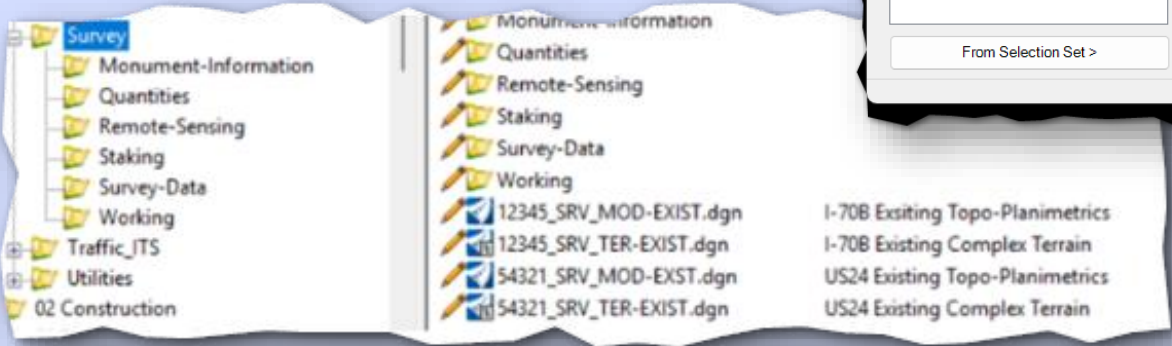 From Selection Set >
Survey
Monument-Information
Quantities
Remote-Sensing
Staking
Survey-Data
Working
Traffic_ITS
Utilities
02 Construction
Monument-Information
Quantities
Remote-Sensing
Staking
Survey-Data
Working
12345_SRV_MOD-EXIST.dgn I-70B Exsiting Topo-Planimetrics
12345_SRV_TER-EXIST.dgn I-70B Existing Complex Terrain
54321_SRV_MOD-EXST.dgn US24 Existing Topo-Planimetrics
54321_SRV_TER-EXIST.dgn US24 Existing Complex Terrain